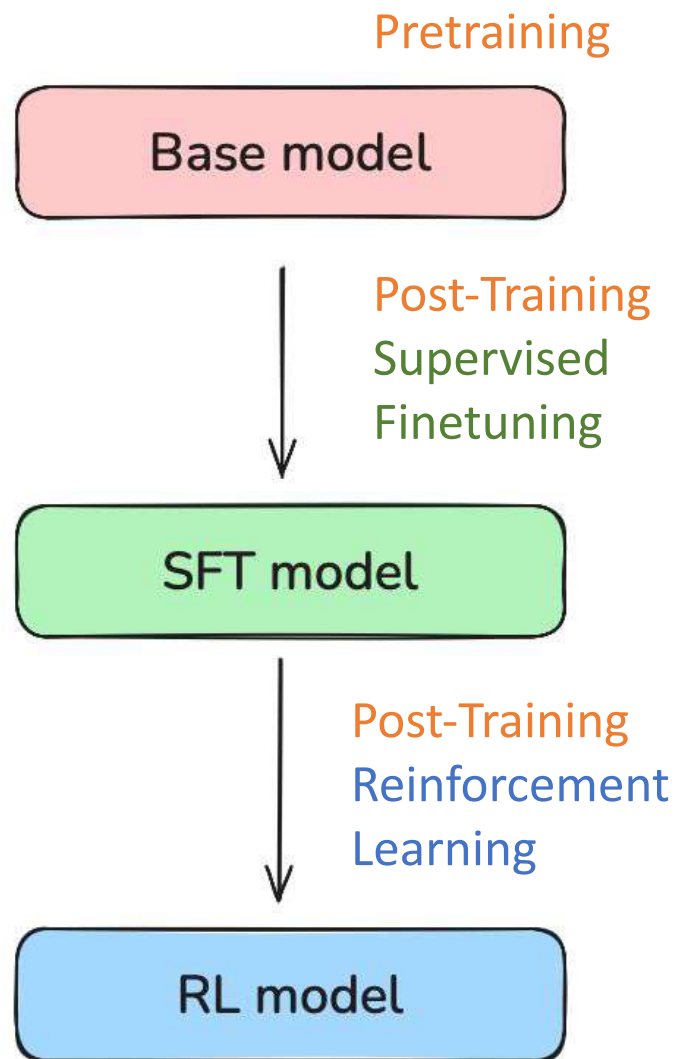 Pretraining
Base model
Post-Training
Supervised
Finetuning
SFT model
Post-Training
Reinforcement
Learning
RL model